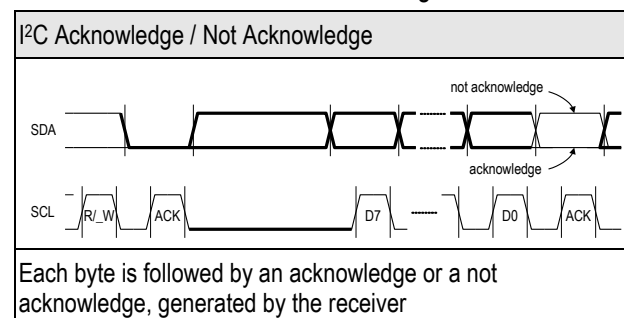 I²C Acknowledge / Not Acknowledge
not acknowledge
SDA
acknowledge
SCL R/_W ACK D7 D0 ACK
Each byte is followed by an acknowledge or a not
acknowledge, generated by the receiver